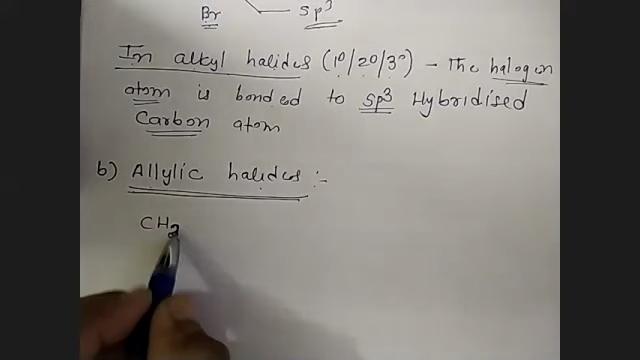 Br sp³
In alkyl halides (1°/2°/3°) - The halogen
atom is bonded to sp³ Hybridised
Carbon atom
b) Allylic halides :-
CH₂